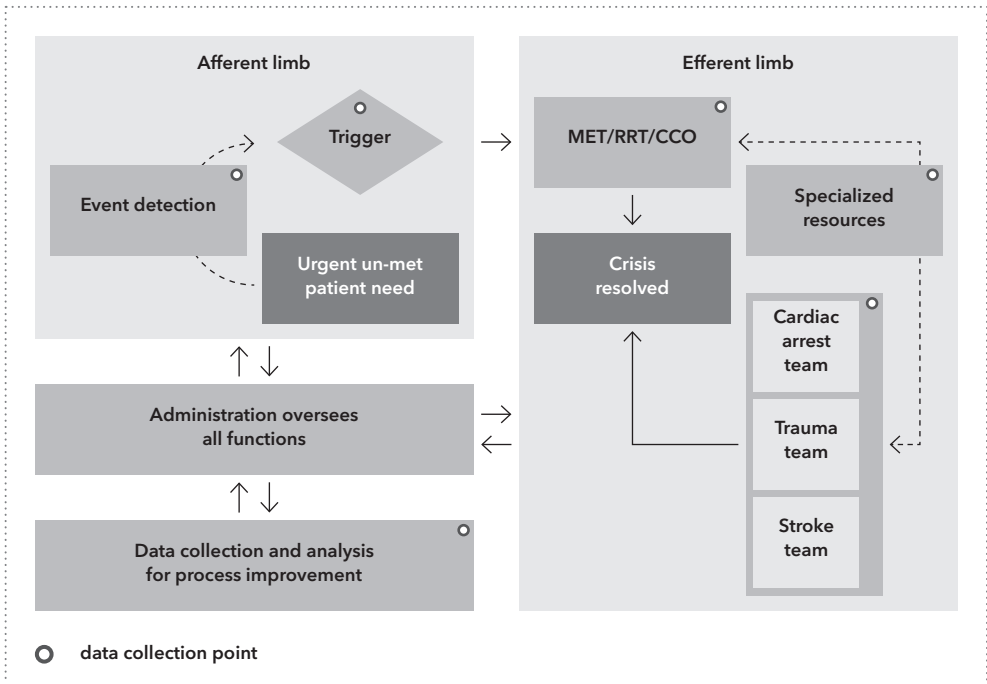 Afferent limb
Trigger
Event detection
Urgent un-met
patient need
Efferent limb
MET/RRT/CCO
Specialized
resources
Crisis
resolved
Cardiac
arrest
team
Trauma
team
Stroke
team
Administration oversees
all functions
Data collection and analysis
for process improvement
data collection point